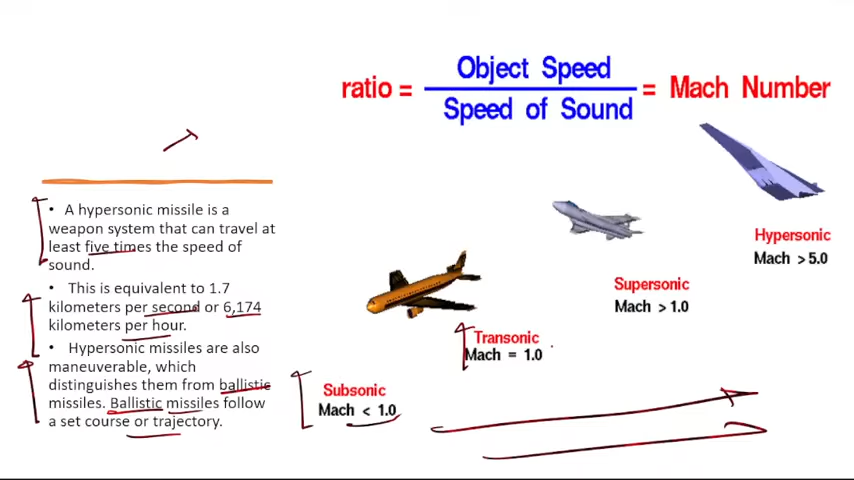 ratio = Object Speed / Speed of Sound = Mach Number
• A hypersonic missile is a
weapon system that can travel at
least five times the speed of
sound.
• This is equivalent to 1.7
kilometers per second or 6,174
kilometers per hour.
• Hypersonic missiles are also
maneuverable, which
distinguishes them from ballistic
missiles. Ballistic missiles follow
a set course or trajectory.
Subsonic
Mach < 1.0
Transonic
Mach = 1.0
Supersonic
Mach > 1.0
Hypersonic
Mach > 5.0